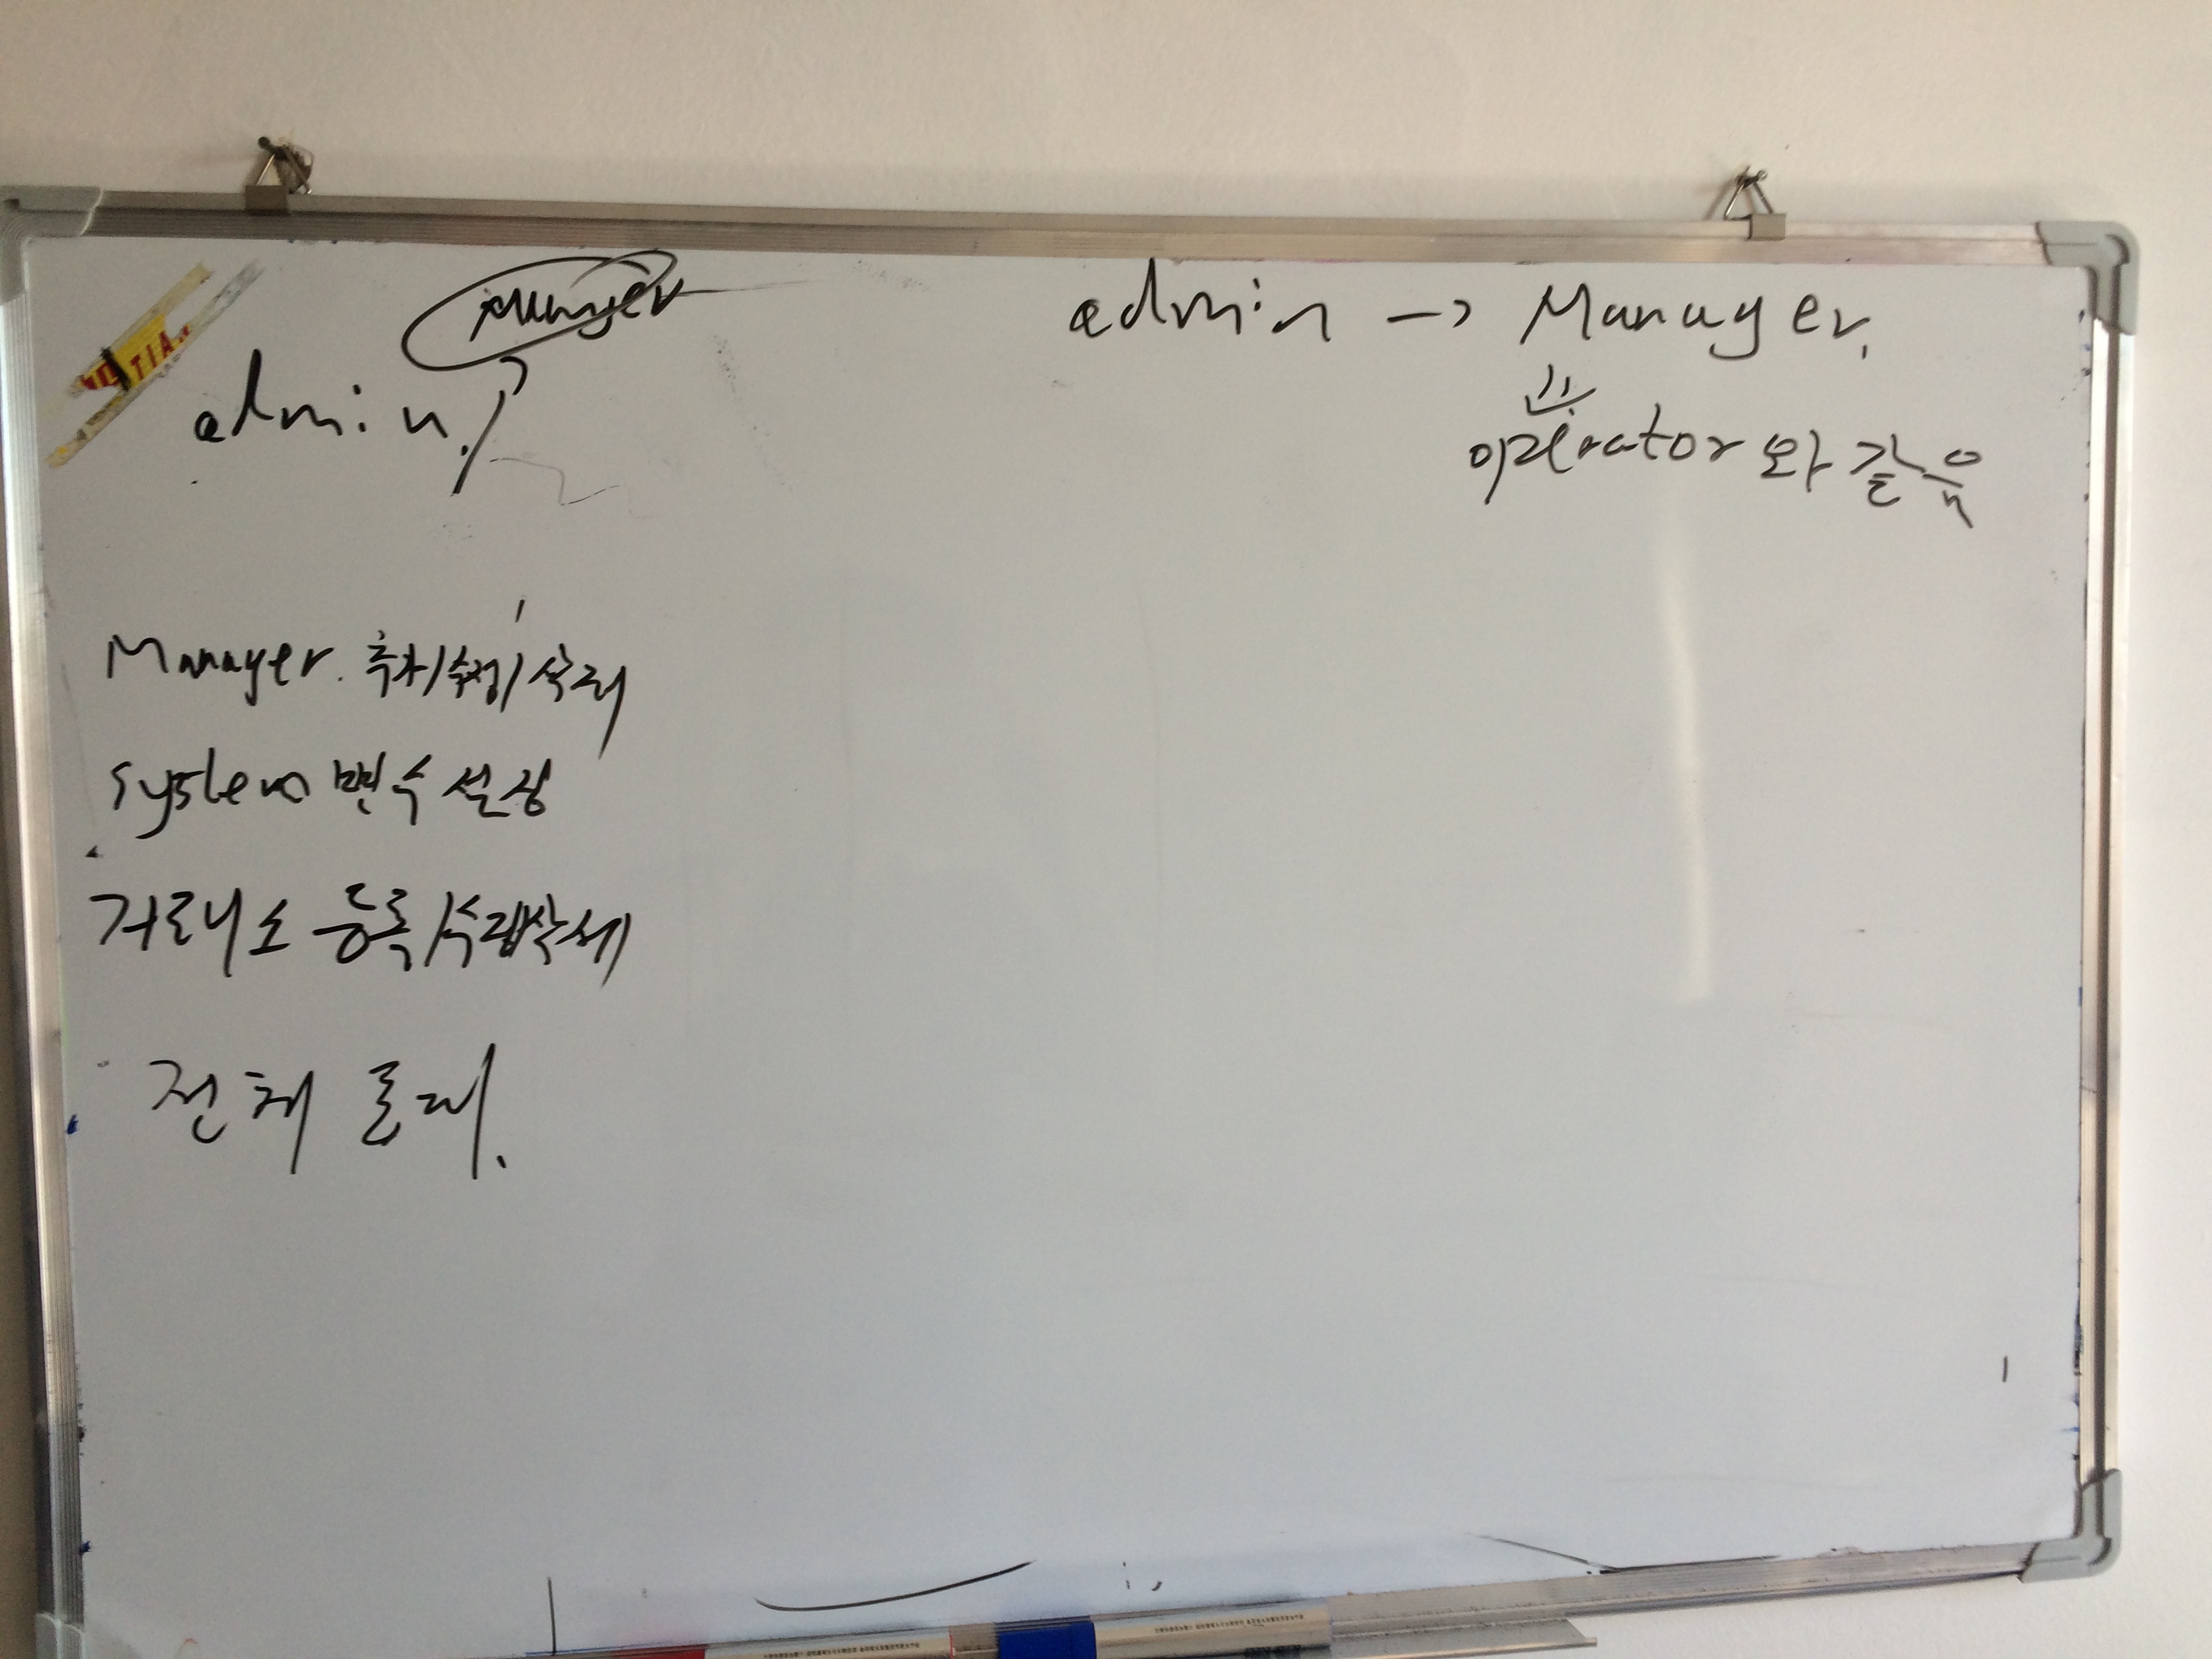 Manager
admin.
Manager. 추가/수정/삭제
System 변수 설정
거래소 등록/수정/삭제
전체
admin → Manager.
operator와 같음